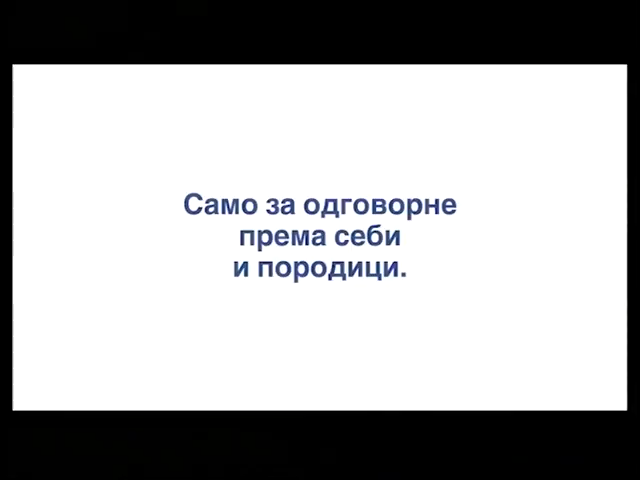 Само за одговорне
према себи
и породици.